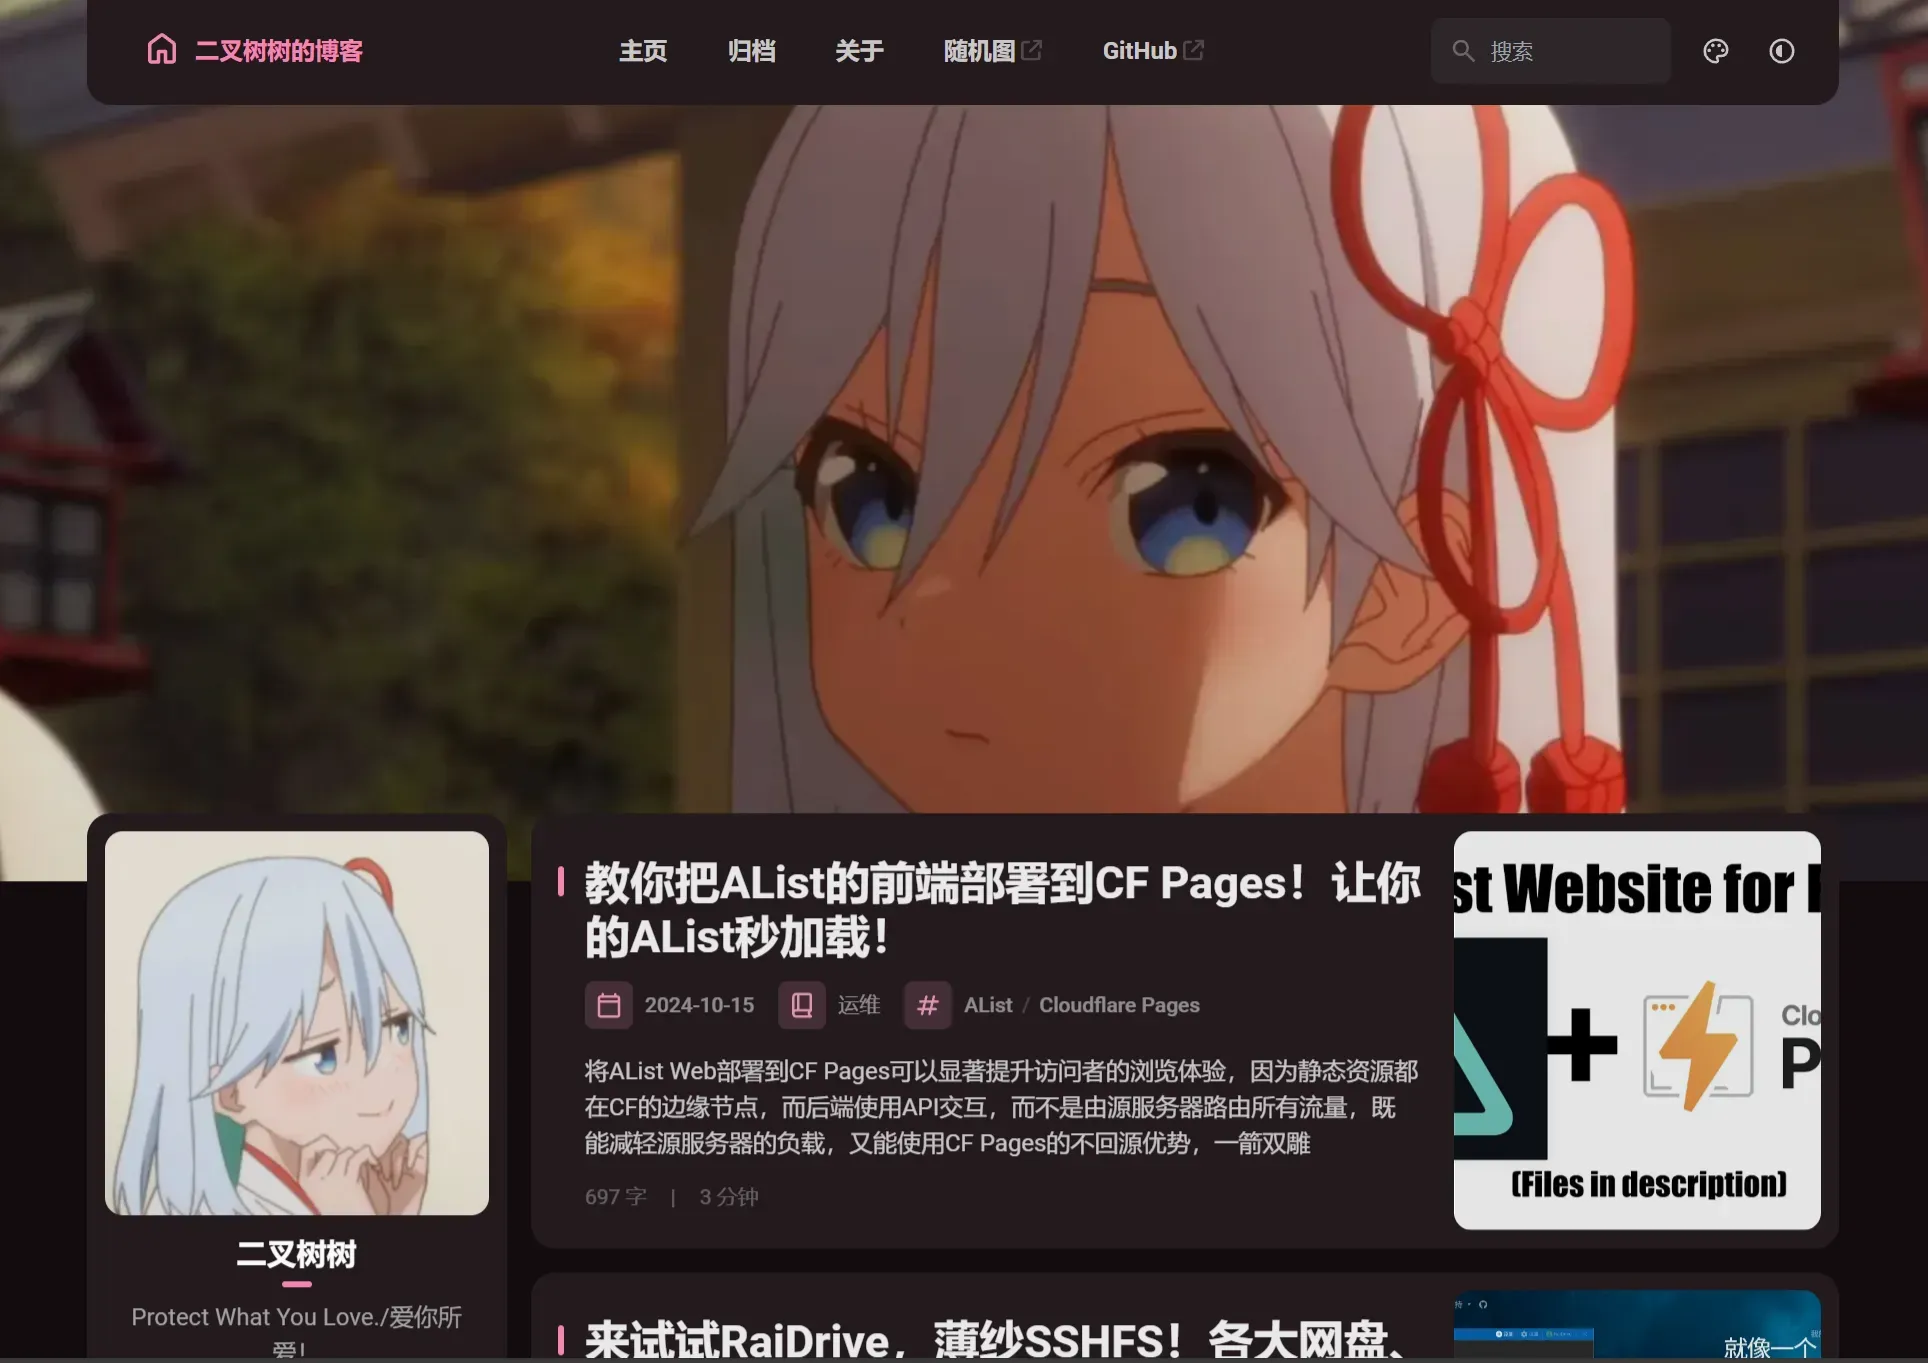 二叉树树的博客
主页
归档
关于
随机图
GitHub
搜索
教你把AList的前端部署到CF Pages！让你
的AList秒加载！
2024-10-15
运维
AList / Cloudflare Pages
将AList Web部署到CF Pages可以显著提升访问者的浏览体验，因为静态资源都
在CF的边缘节点，而后端使用API交互，而不是由源服务器路由所有流量，既
能减轻源服务器的负载，又能使用CF Pages的不回源优势，一箭双雕
697 字 | 3 分钟
st Website for
Clo
P
(Files in description)
二叉树树
Protect What You Love./爱你所
爱！
来试试RaiDrive，薄纱SSHFS！各大网盘、
就像一个